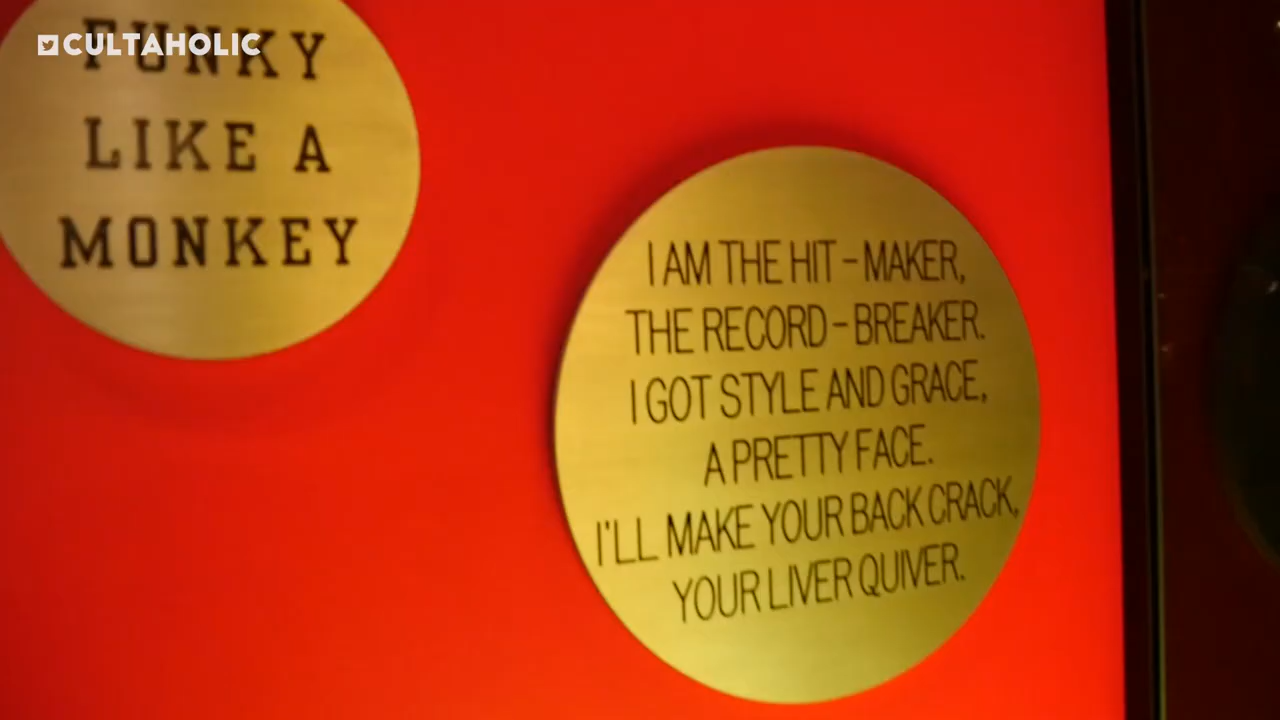 CULTAHOLIC
FUNKY
LIKE A
MONKEY
I AM THE HIT-MAKER,
THE RECORD-BREAKER.
I GOT STYLE AND GRACE,
A PRETTY FACE.
I'LL MAKE YOUR BACK CRACK,
YOUR LIVER QUIVER.